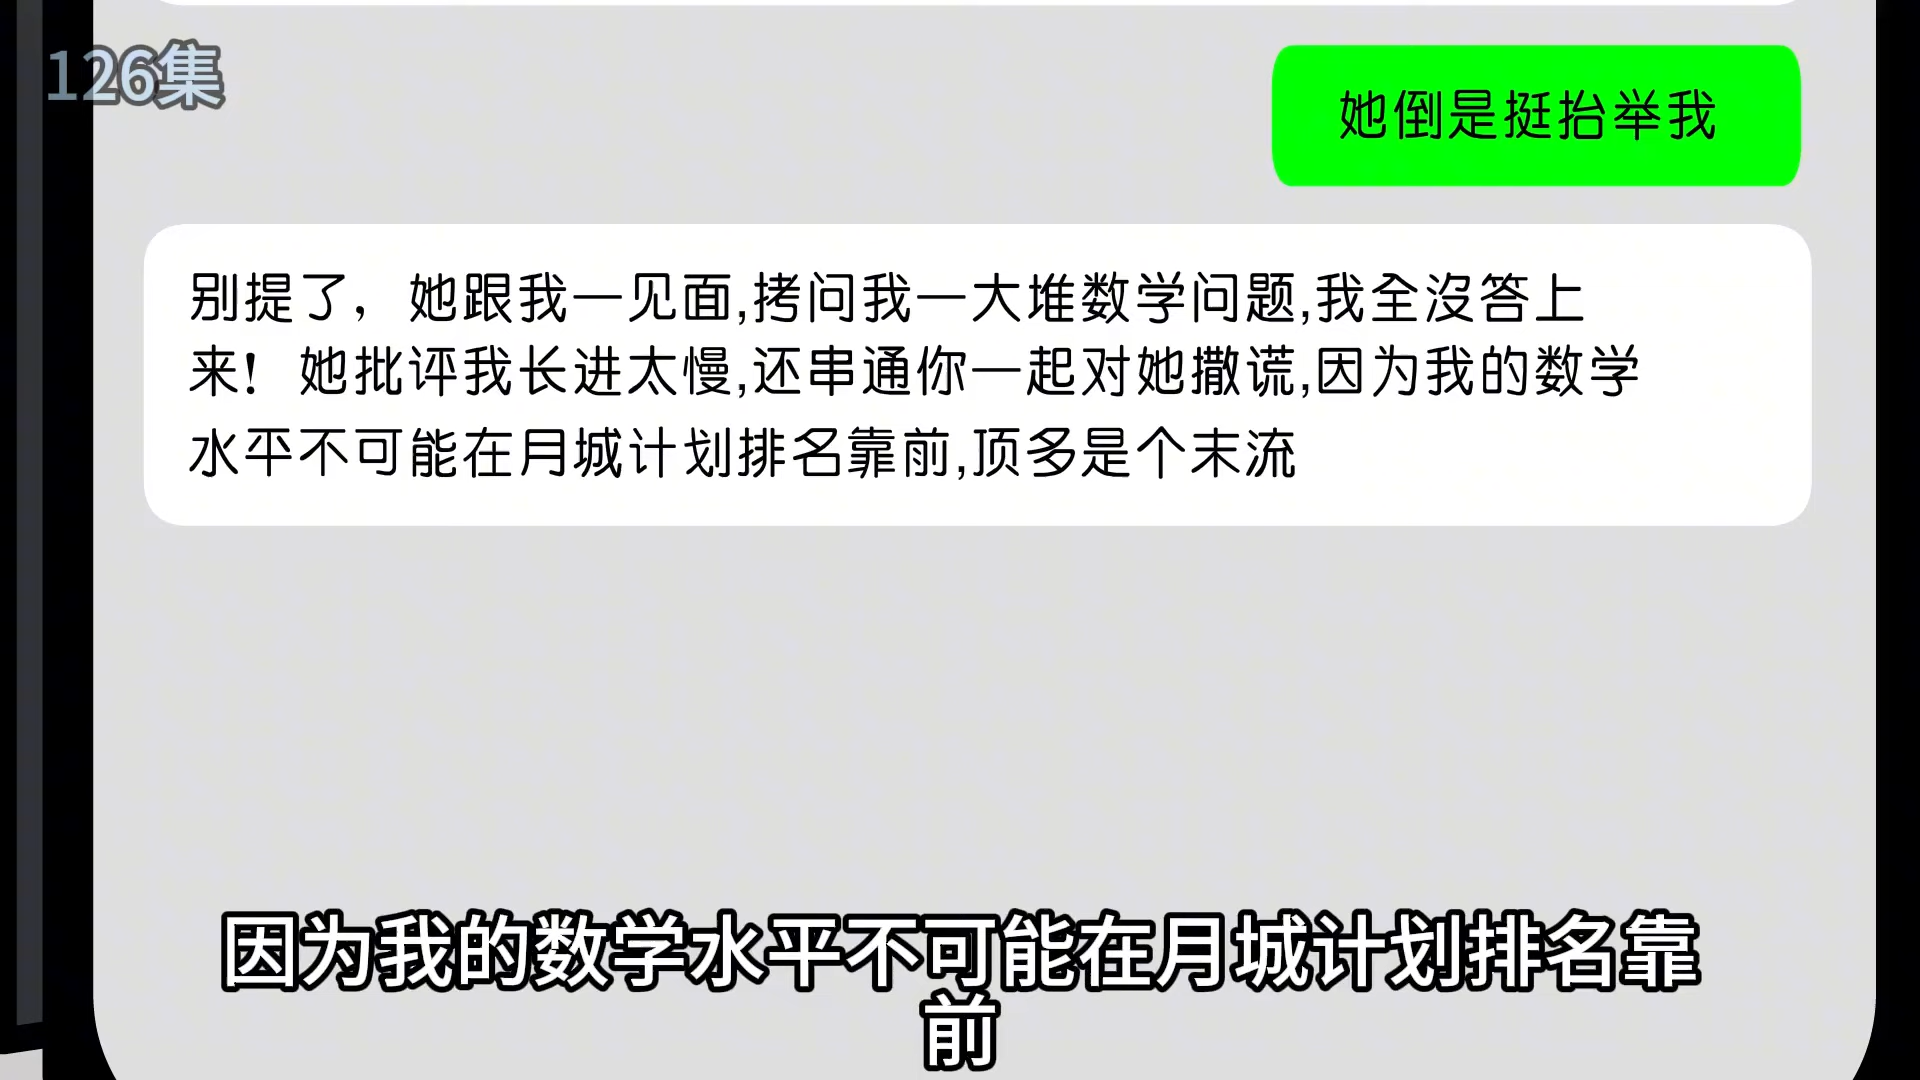 126集
她倒是挺抬举我
别提了，她跟我一见面,拷问我一大堆数学问题,我全沒答上
来！她批评我长进太慢,还串通你一起对她撒谎,因为我的数学
水平不可能在月城计划排名靠前,顶多是个末流
因为我的数学水平不可能在月城计划排名靠
前